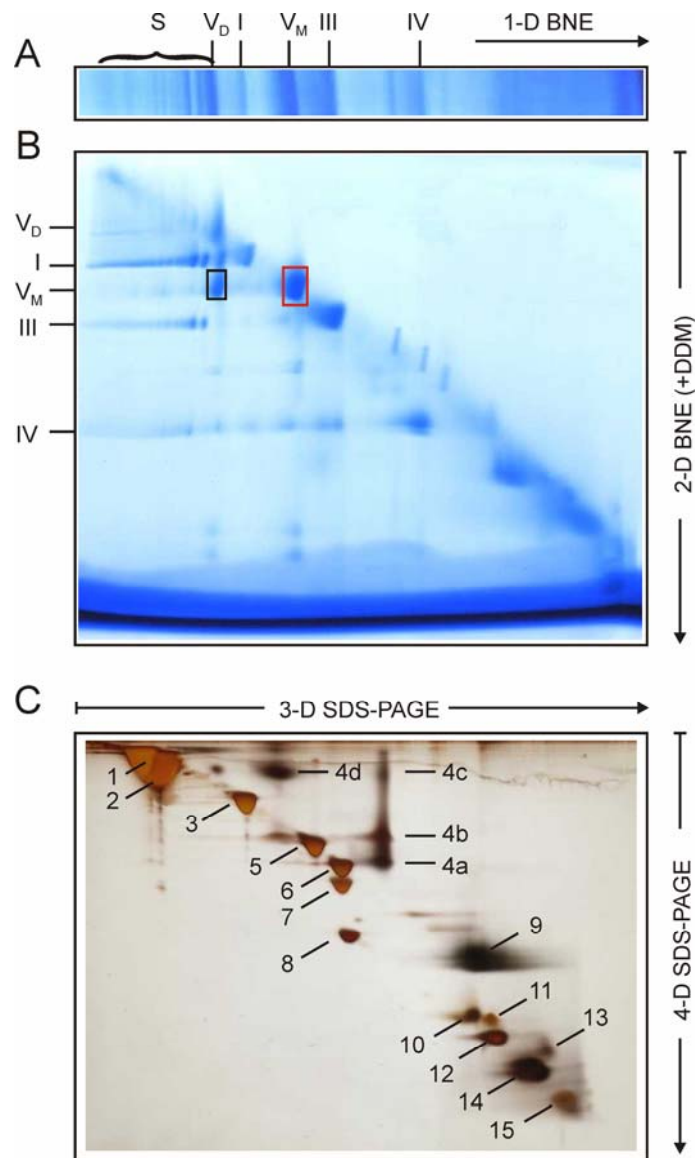 S V_D I V_M III IV 1-D BNE
A
B
V_D
I
V_M
III
IV
2-D BNE (+DDM)
C
3-D SDS-PAGE
1
2
3
4d
4c
4b
4a
5
6
7
8
9
10
11
12
13
14
15
4-D SDS-PAGE